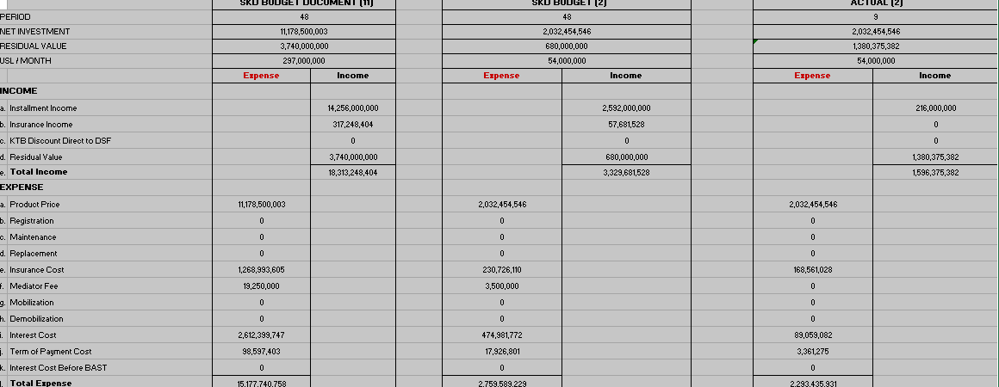 SKD BUDGET DOCUMENT (11) SKD BUDGET (2) ACTUAL (2)
PERIOD 48 48 9
NET INVESTMENT 11,178,500,003 2,032,454,546 2,032,454,546
RESIDUAL VALUE 3,740,000,000 680,000,000 1,380,375,382
USL / MONTH 297,000,000 54,000,000 54,000,000
Expense Income Expense Income Expense Income
INCOME
a. Installment Income 14,256,000,000 2,592,000,000 216,000,000
b. Insurance Income 317,248,404 57,681,528 0
c. KTB Discount Direct to DSF 0 0 0
d. Residual Value 3,740,000,000 680,000,000 1,380,375,382
e. Total Income 18,313,248,404 3,329,681,528 1,596,375,382
EXPENSE
a. Product Price 11,178,500,003 2,032,454,546 2,032,454,546
b. Registration 0 0 0
c. Maintenance 0 0 0
d. Replacement 0 0 0
e. Insurance Cost 1,268,993,605 230,726,110 168,561,028
f. Mediator Fee 19,250,000 3,500,000 0
g. Mobilization 0 0 0
h. Demobilization 0 0 0
i. Interest Cost 2,612,399,747 474,981,772 89,059,082
j. Term of Payment Cost 98,597,403 17,926,801 3,361,275
k. Interest Cost Before BAST 0 0 0
l. Total Expense 15,177,740,758 2,759,589,229 2,293,435,931